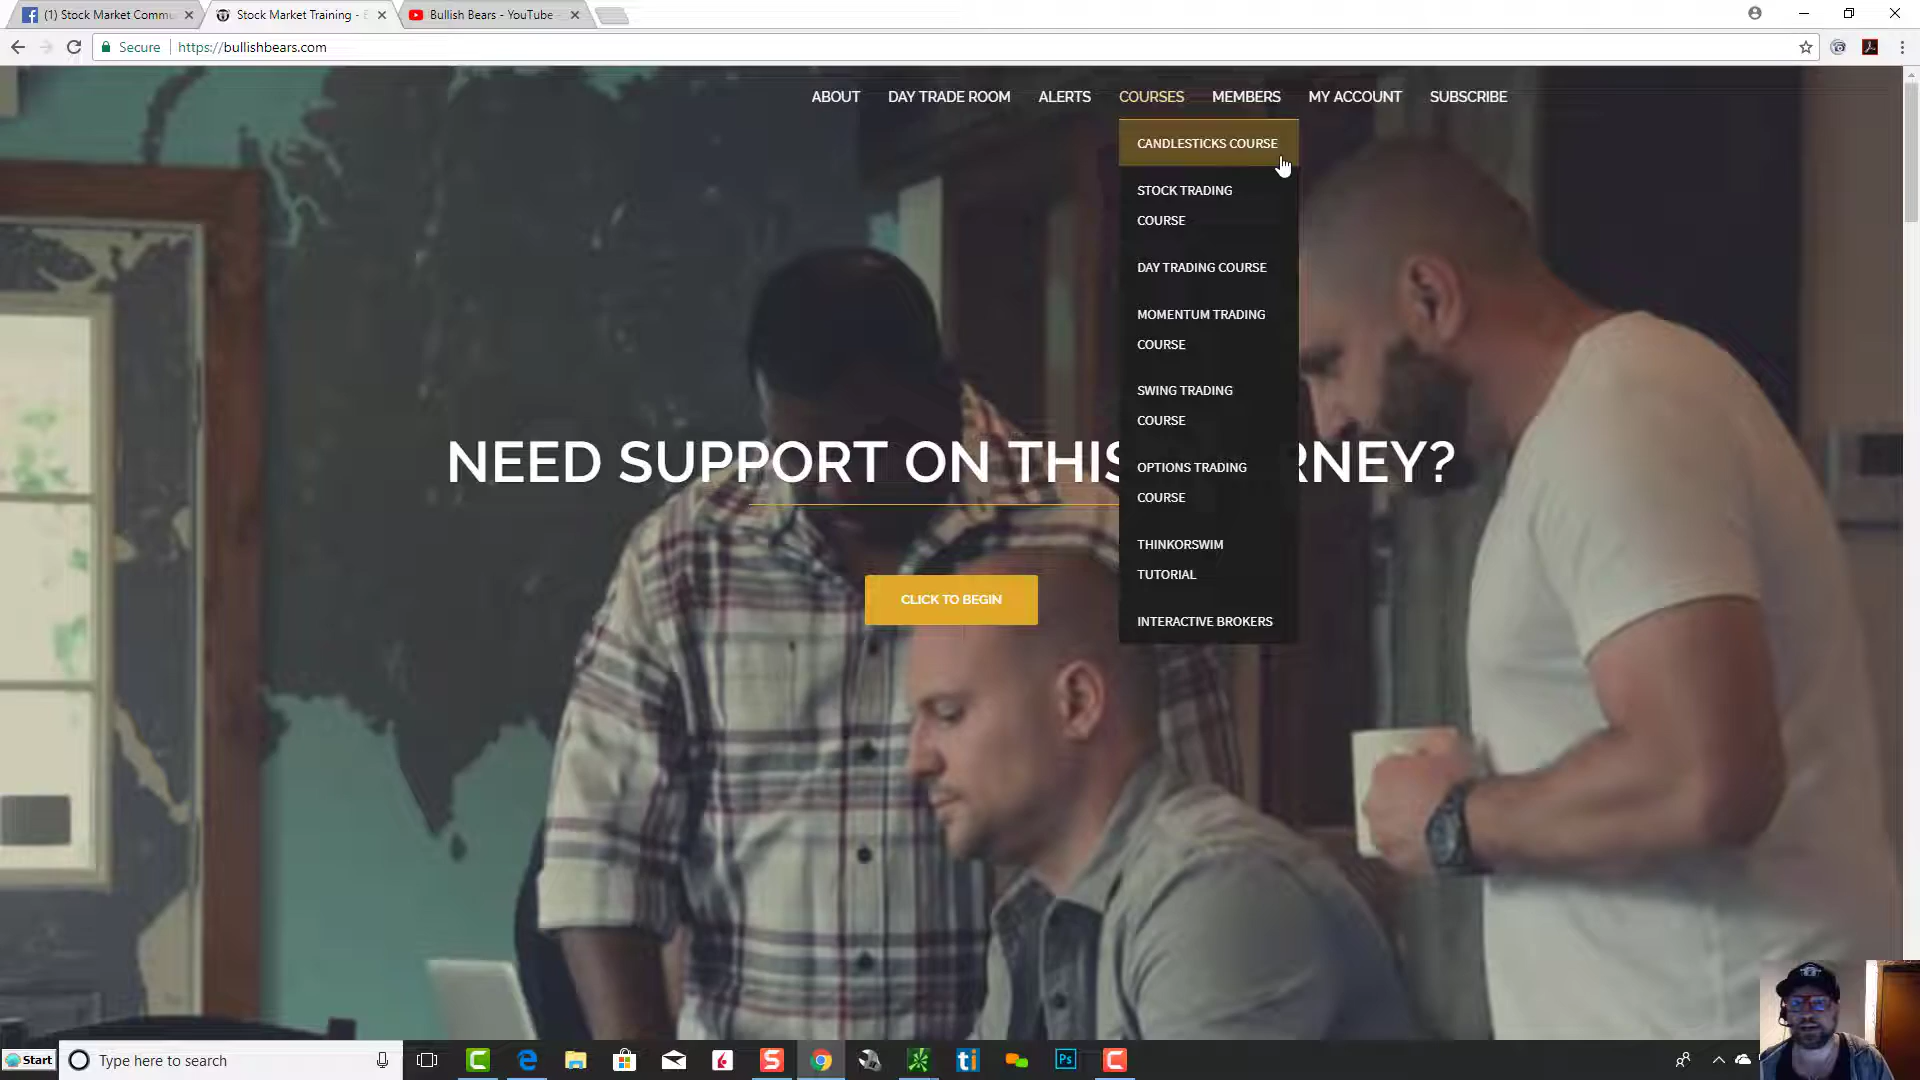 (1) Stock Market Commu
Stock Market Training -
Bullish Bears - YouTube
Secure
https://bullishbears.com
ABOUT
DAY TRADE ROOM
ALERTS
COURSES
MEMBERS
MY ACCOUNT
SUBSCRIBE
CANDLESTICKS COURSE
STOCK TRADING
COURSE
DAY TRADING COURSE
MOMENTUM TRADING
COURSE
SWING TRADING
COURSE
OPTIONS TRADING
COURSE
THINKORSWIM
TUTORIAL
INTERACTIVE BROKERS
NEED SUPPORT ON THIS RNEY?
CLICK TO BEGIN
Start
Type here to search
Ps